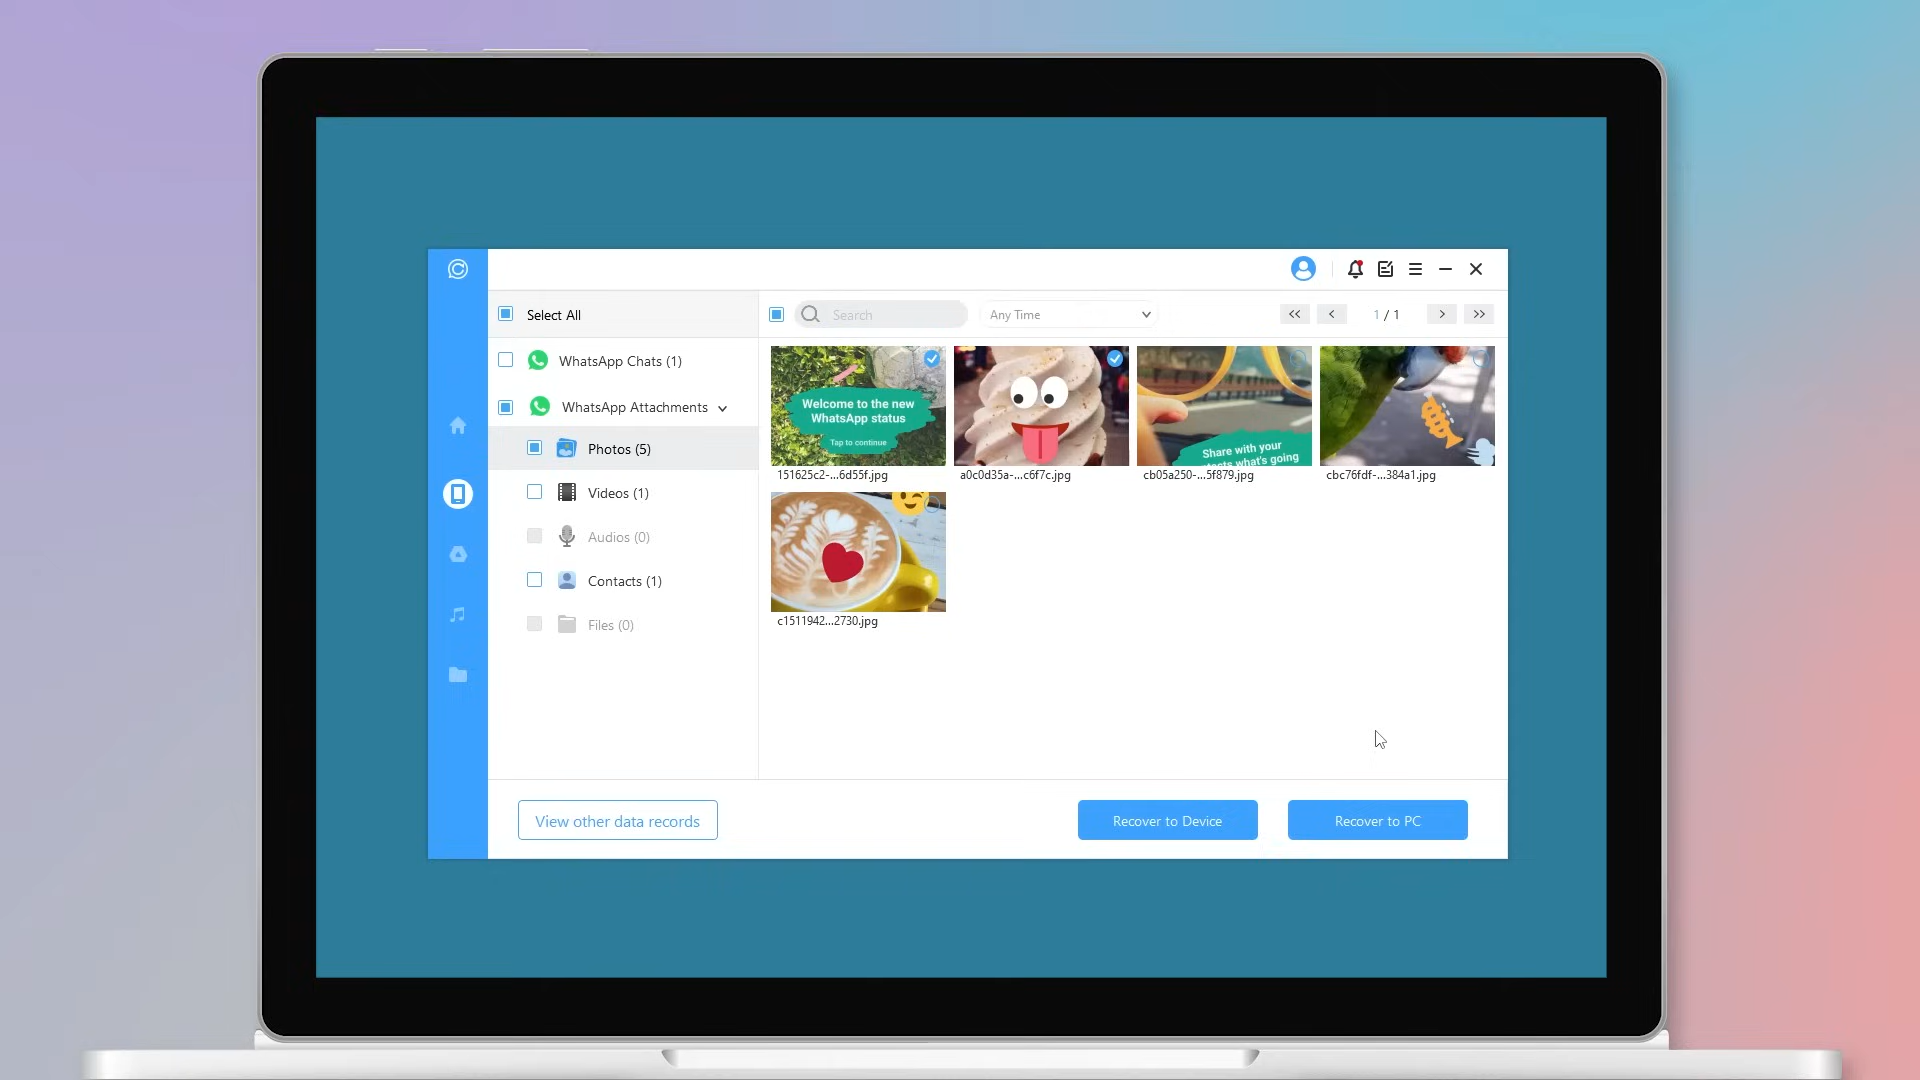 Select All
Search
Any Time
<<
<
1 / 1
>
>>
WhatsApp Chats (1)
WhatsApp Attachments
Photos (5)
Videos (1)
Audios (0)
Contacts (1)
Files (0)
Welcome to the new
WhatsApp status
Tap to continue
151625c2-...6d55f.jpg
a0c0d35a-...c6f7c.jpg
Share with your
what's going
cb05a250-...5f879.jpg
cbc76fdf-...384a1.jpg
c1511942...2730.jpg
View other data records
Recover to Device
Recover to PC